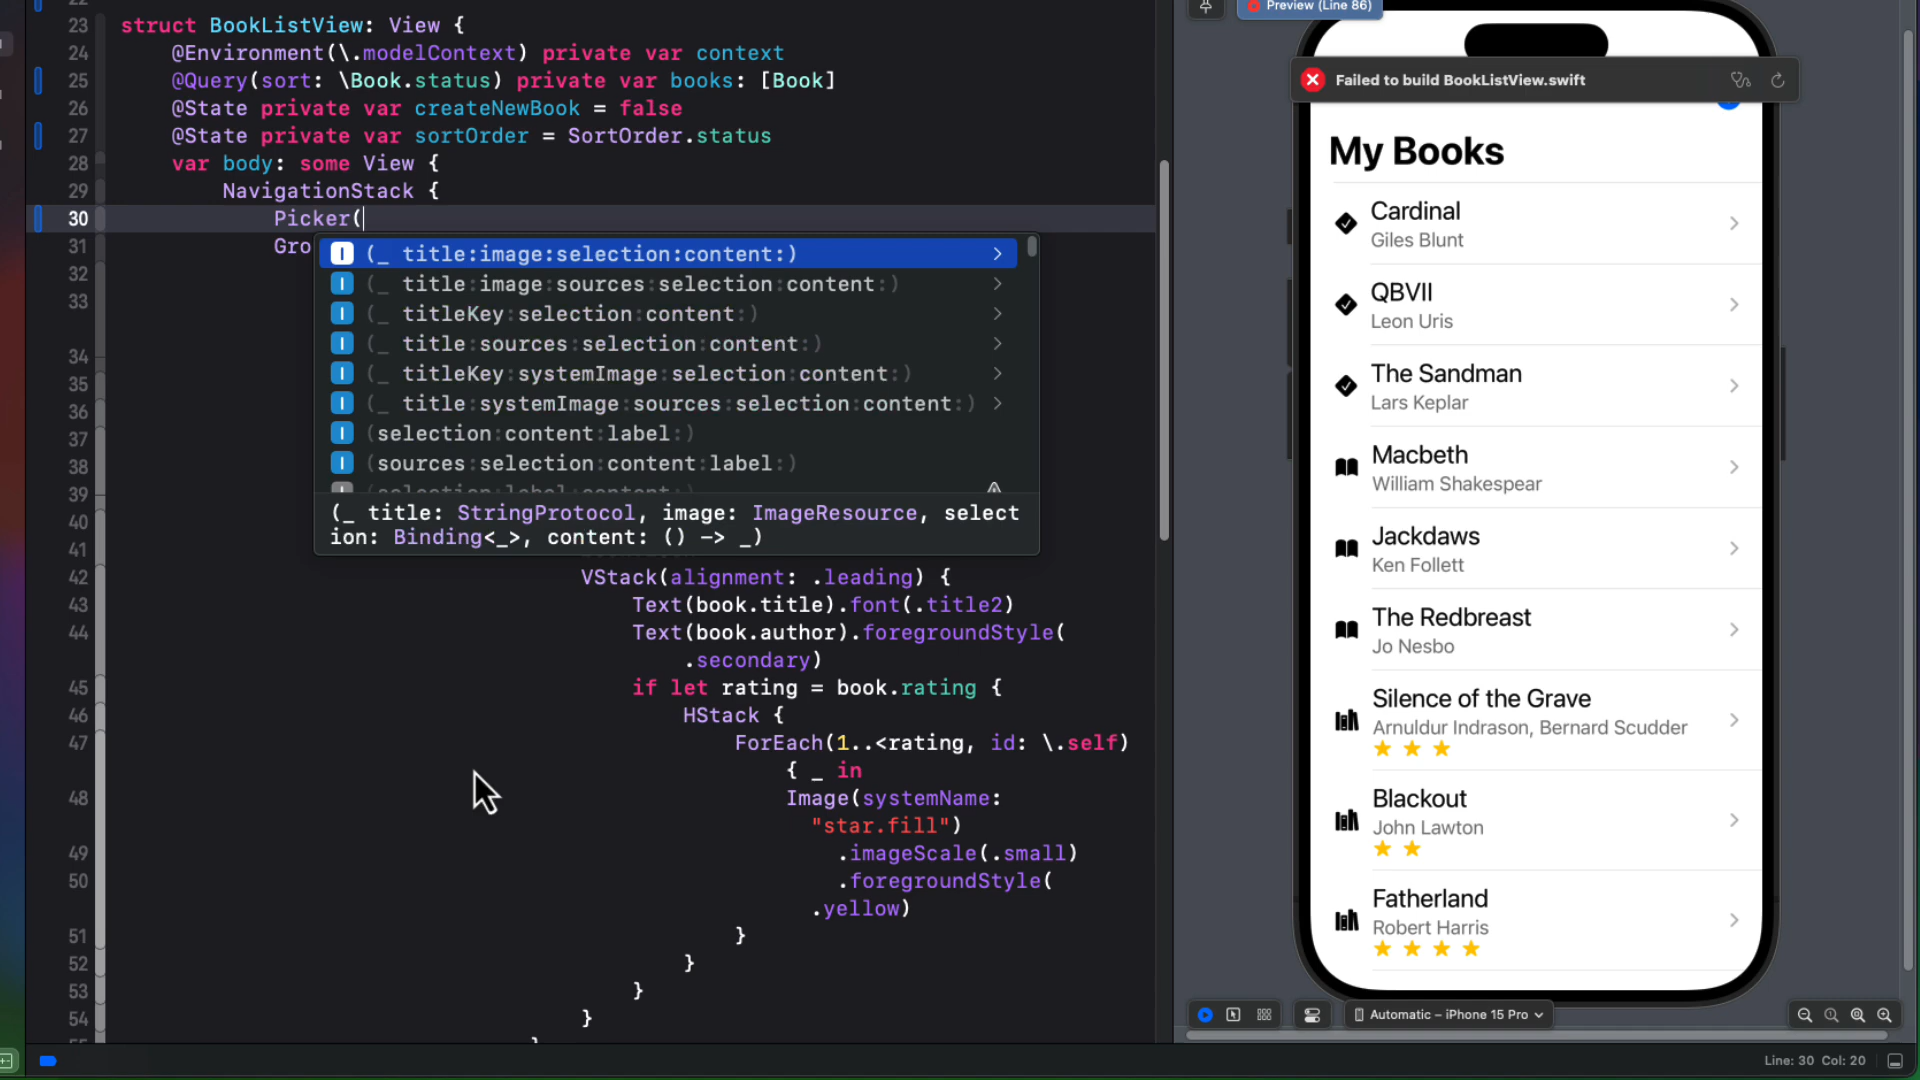 22
23 struct BookListView: View {
24 @Environment(\.modelContext) private var context
25 @Query(sort: \Book.status) private var books: [Book]
26 @State private var createNewBook = false
27 @State private var sortOrder = SortOrder.status
28 var body: some View {
29 NavigationStack {
30 Picker(
31 Gro
32
33
34
35
36
37
38
39
40
41
(_ title:image:selection:content:)
(_ title:image:sources:selection:content:)
(_ titleKey:selection:content:)
(_ title:sources:selection:content:)
(_ titleKey:systemImage:selection:content:)
(_ title:systemImage:sources:selection:content:)
(selection:content:label:)
(sources:selection:content:label:)
(selection:label:content:)
(_ title: StringProtocol, image: ImageResource, select
ion: Binding<_>, content: () -> _)
42 VStack(alignment: .leading) {
43 Text(book.title).font(.title2)
44 Text(book.author).foregroundStyle(
.secondary)
45 if let rating = book.rating {
46 HStack {
47 ForEach(1..<rating, id: \.self)
{ _ in
48 Image(systemName:
"star.fill")
49 .imageScale(.small)
50 .foregroundStyle(
.yellow)
51 }
52 }
53 }
54 }
Preview (Line 86)
Failed to build BookListView.swift
My Books
Cardinal
Giles Blunt
QBVII
Leon Uris
The Sandman
Lars Keplar
Macbeth
William Shakespear
Jackdaws
Ken Follett
The Redbreast
Jo Nesbo
Silence of the Grave
Arnuldur Indrason, Bernard Scudder
Blackout
John Lawton
Fatherland
Robert Harris
Automatic – iPhone 15 Pro
Line: 30 Col: 20